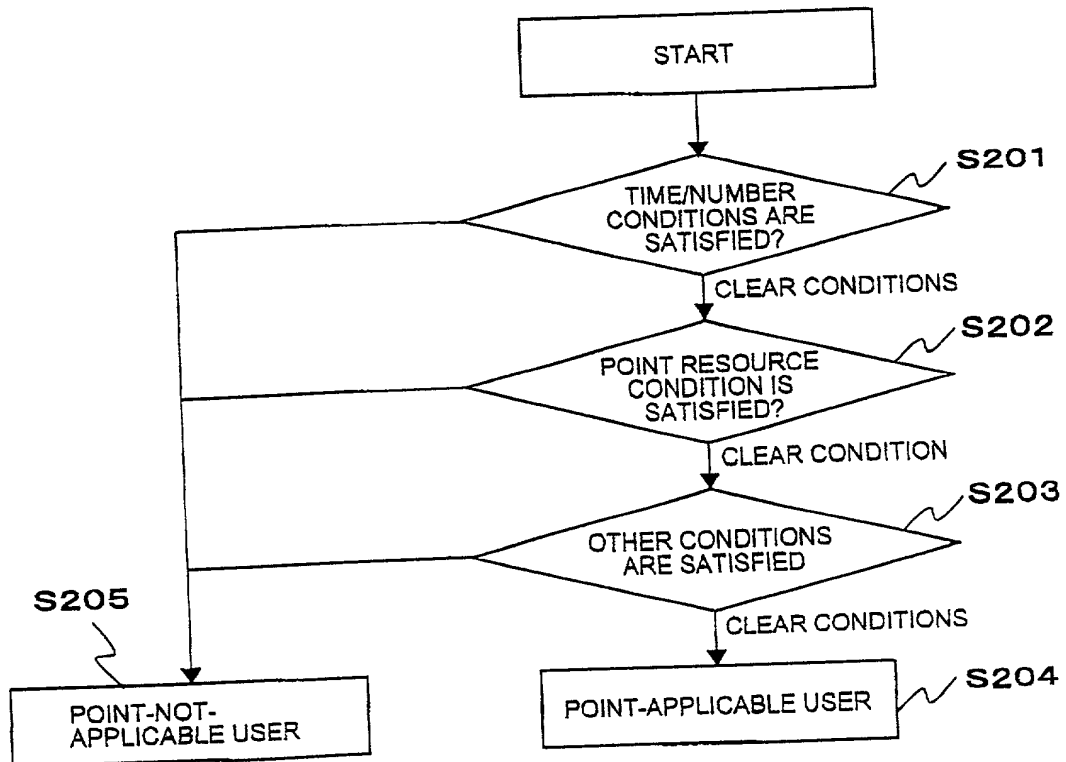 START
S201
TIME/NUMBER
CONDITIONS ARE
SATISFIED?
CLEAR CONDITIONS
S202
POINT RESOURCE
CONDITION IS
SATISFIED?
CLEAR CONDITION
S203
OTHER CONDITIONS
ARE SATISFIED
S205
CLEAR CONDITIONS
S204
POINT-APPLICABLE USER
POINT-NOT-
APPLICABLE USER